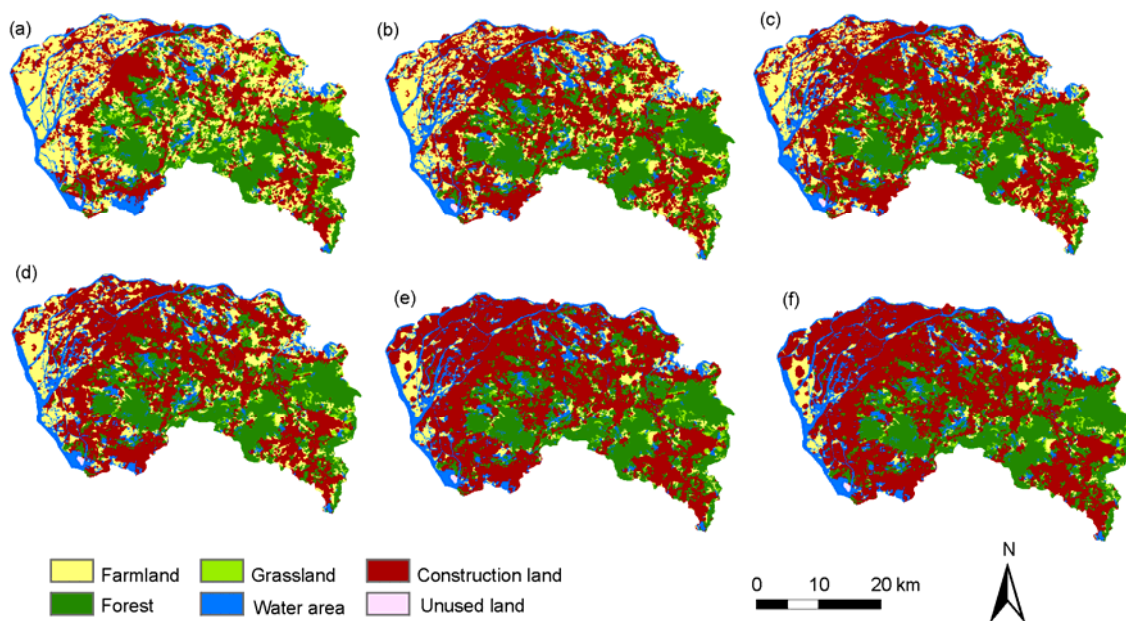 (a)
(b)
(c)
(d)
(e)
(f)
Farmland
Grassland
Construction land
Forest
Water area
Unused land
0 10 20 km
N